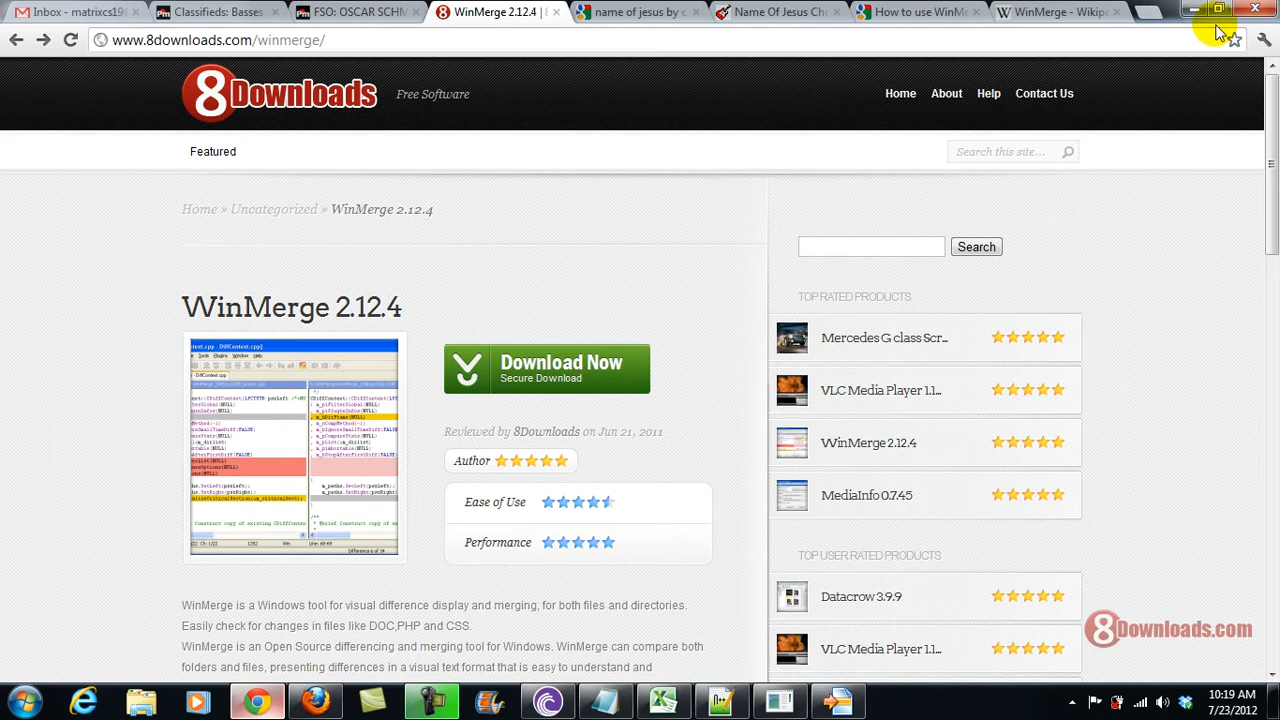 Inbox - matrixcs190
Classifieds: Basses
FSO: OSCAR SCHM
WinMerge 2.12.4 | 8
name of jesus by c
Name Of Jesus Cho
How to use WinMe
WinMerge - Wikipe
www.8downloads.com/winmerge/
8Downloads
Free Software
Home About Help Contact Us
Featured
Search this site...
Home » Uncategorized » WinMerge 2.12.4
Search
WinMerge 2.12.4
TOP RATED PRODUCTS
Mercedes G class Scr...
VLC Media Player 1.1...
WinMerge 2.12.4
MediaInfo 0.7.45
Download Now
Secure Download
Reviewed by 8Downloads on Jun 2
Ease of Use
Performance
TOP USER RATED PRODUCTS
Datacrow 3.9.9
VLC Media Player 1.1...
8Downloads.com
WinMerge is a Windows tool for visual difference display and merging, for both files and directories.
Easily check for changes in files like DOC,PHP and CSS.
WinMerge is an Open Source differencing and merging tool for Windows. WinMerge can compare both
folders and files, presenting differences in a visual text format that is easy to understand and
10:19 AM
7/23/2012